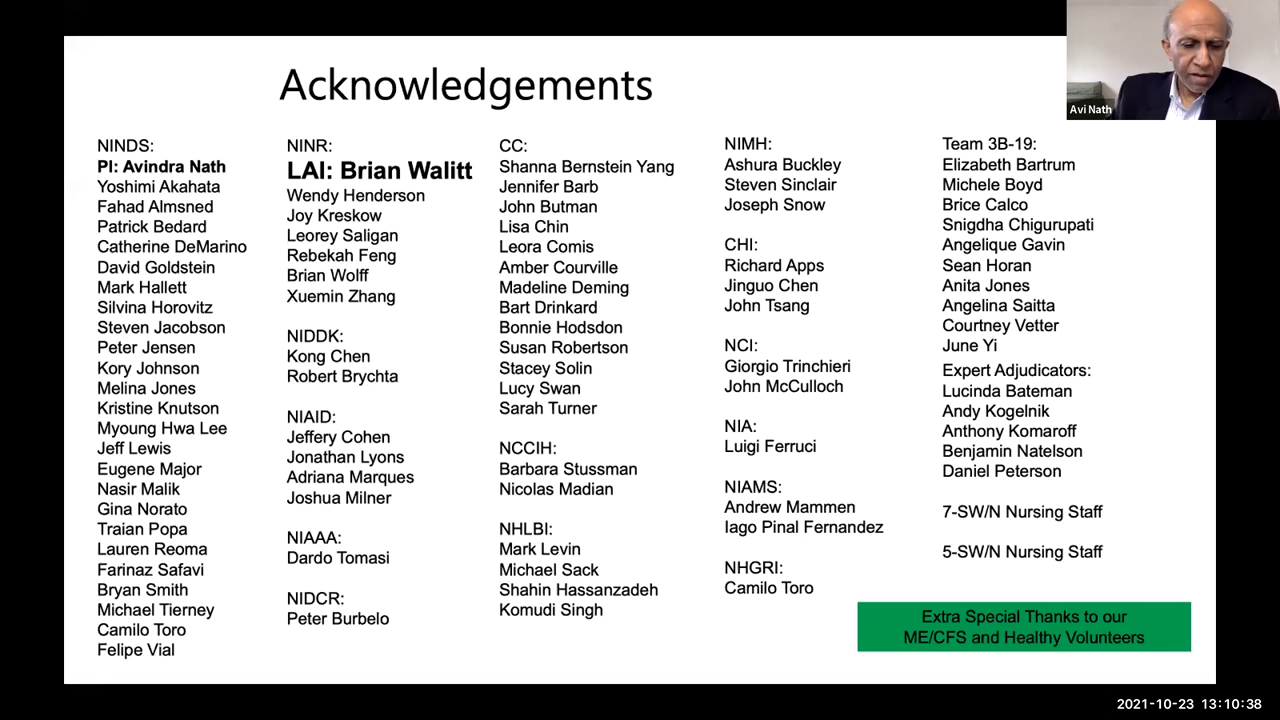 Acknowledgements
NINDS:
PI: Avindra Nath
Yoshimi Akahata
Fahad Almsned
Patrick Bedard
Catherine DeMarino
David Goldstein
Mark Hallett
Silvina Horovitz
Steven Jacobson
Peter Jensen
Kory Johnson
Melina Jones
Kristine Knutson
Myoung Hwa Lee
Jeff Lewis
Eugene Major
Nasir Malik
Gina Norato
Traian Popa
Lauren Reoma
Farinaz Safavi
Bryan Smith
Michael Tierney
Camilo Toro
Felipe Vial
NINR:
LAI: Brian Walitt
Wendy Henderson
Joy Kreskow
Leorey Saligan
Rebekah Feng
Brian Wolff
Xuemin Zhang
NIDDK:
Kong Chen
Robert Brychta
NIAID:
Jeffery Cohen
Jonathan Lyons
Adriana Marques
Joshua Milner
NIAAA:
Dardo Tomasi
NIDCR:
Peter Burbelo
CC:
Shanna Bernstein Yang
Jennifer Barb
John Butman
Lisa Chin
Leora Comis
Amber Courville
Madeline Deming
Bart Drinkard
Bonnie Hodsdon
Susan Robertson
Stacey Solin
Lucy Swan
Sarah Turner
NCCIH:
Barbara Stussman
Nicolas Madian
NHLBI:
Mark Levin
Michael Sack
Shahin Hassanzadeh
Komudi Singh
NIMH:
Ashura Buckley
Steven Sinclair
Joseph Snow
CHI:
Richard Apps
Jinguo Chen
John Tsang
NCI:
Giorgio Trinchieri
John McCulloch
NIA:
Luigi Ferruci
NIAMS:
Andrew Mammen
Iago Pinal Fernandez
NHGRI:
Camilo Toro
Team 3B-19:
Elizabeth Bartrum
Michele Boyd
Brice Calco
Snigdha Chigurupati
Angelique Gavin
Sean Horan
Anita Jones
Angelina Saitta
Courtney Vetter
June Yi
Expert Adjudicators:
Lucinda Bateman
Andy Kogelnik
Anthony Komaroff
Benjamin Natelson
Daniel Peterson
7-SW/N Nursing Staff
5-SW/N Nursing Staff
Extra Special Thanks to our
ME/CFS and Healthy Volunteers
Avi Nath
2021-10-23 13:10:38